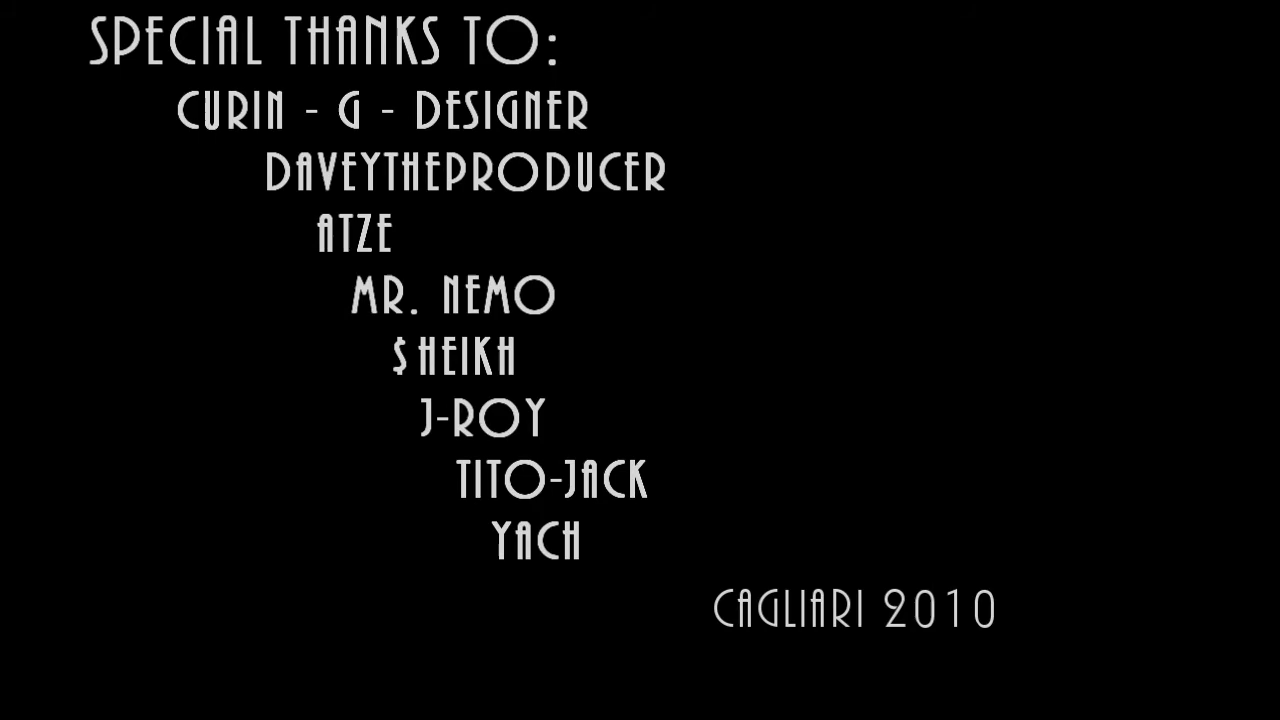 SPECIAL THANKS TO:
CURIN - G - DESIGNER
DAVEYTHEPRODUCER
ATZE
MR. NEMO
$HEIKH
J-ROY
TITO-JACK
YACH
CAGLIARI 2010